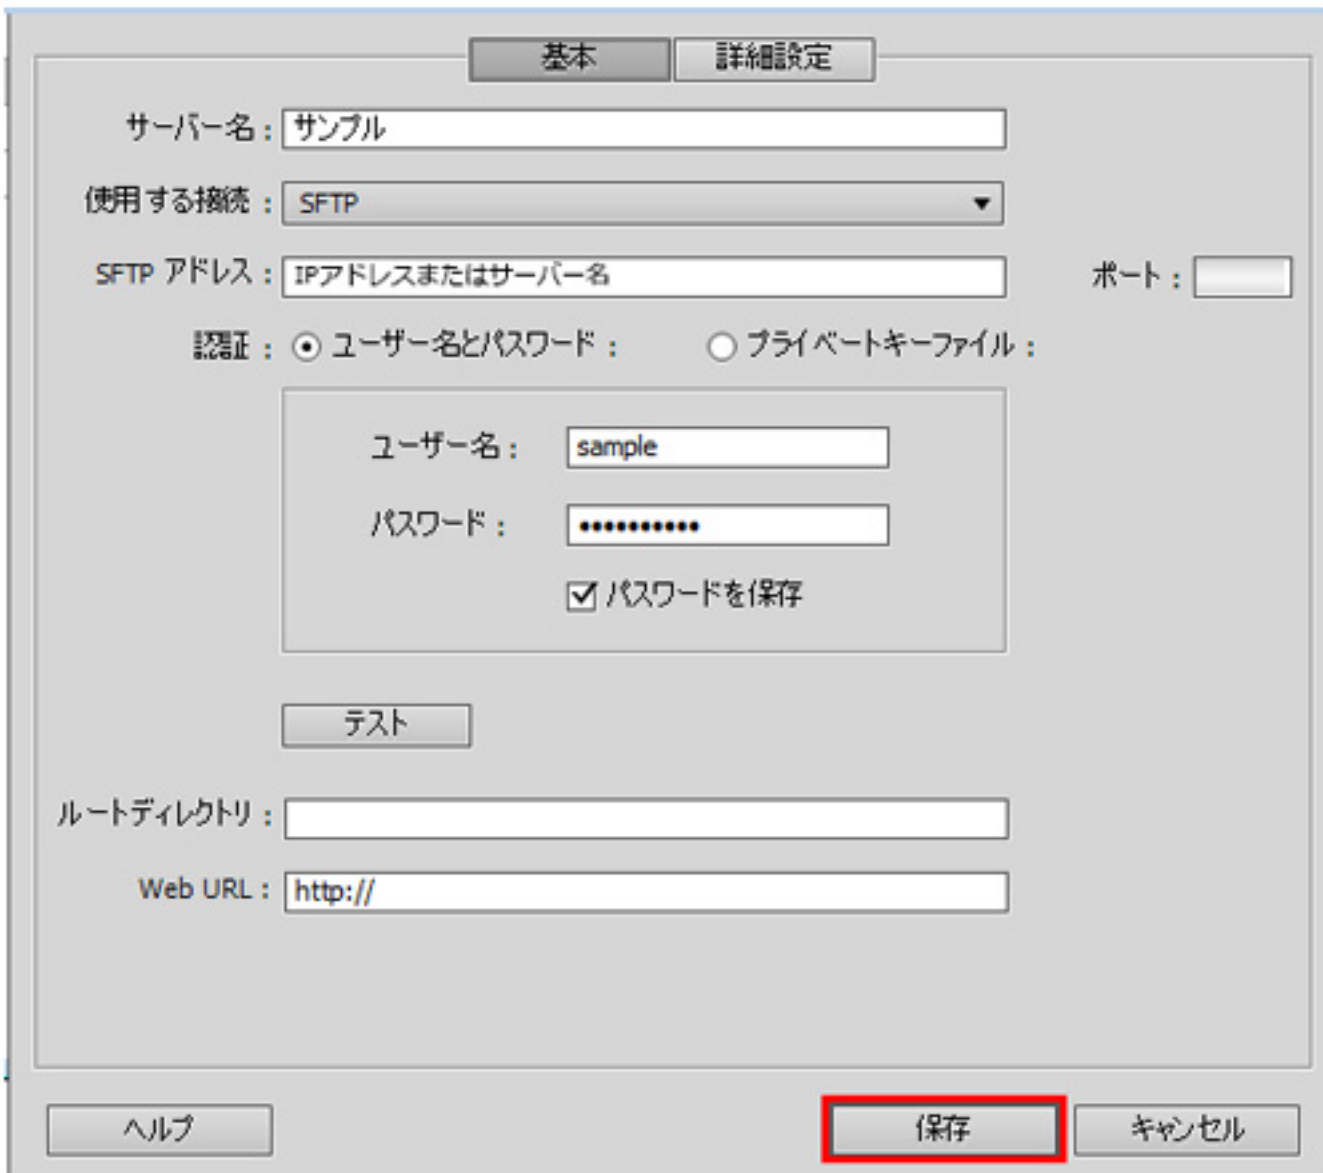 基本 詳細設定
サーバー名： サンプル
使用する接続： SFTP
SFTP アドレス： IPアドレスまたはサーバー名 ポート：
認証： ユーザー名とパスワード： プライベートキーファイル：
ユーザー名： sample
パスワード： ••••••••••
パスワードを保存
テスト
ルートディレクトリ：
Web URL： http://
ヘルプ 保存 キャンセル